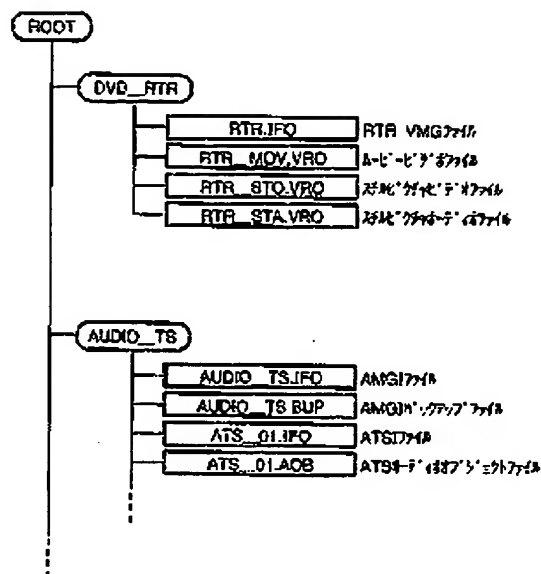 ROOT
DVD_RTR
RTR.IFO RTR_VMGファイル
RTR_MOV.VRO ムービービデオファイル
RTR_STO.VRO スチルピクチャビデオファイル
RTR_STA.VRO スチルピクチャオーディオファイル
AUDIO_TS
AUDIO_TS.IFO AMGIファイル
AUDIO_TS.BUP AMGIバックアップファイル
ATS_01.IFO ATSIファイル
ATS_01.AOB ATSオーディオオブジェクトファイル